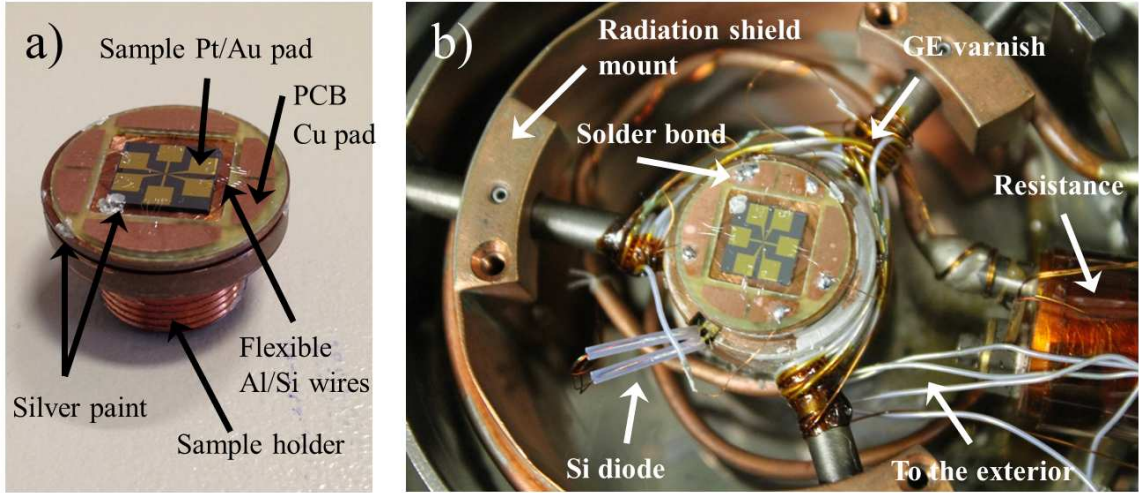 a)
Sample Pt/Au pad
PCB
Cu pad
Flexible
Al/Si wires
Silver paint
Sample holder
b)
Radiation shield
mount
GE varnish
Solder bond
Resistance
Si diode
To the exterior